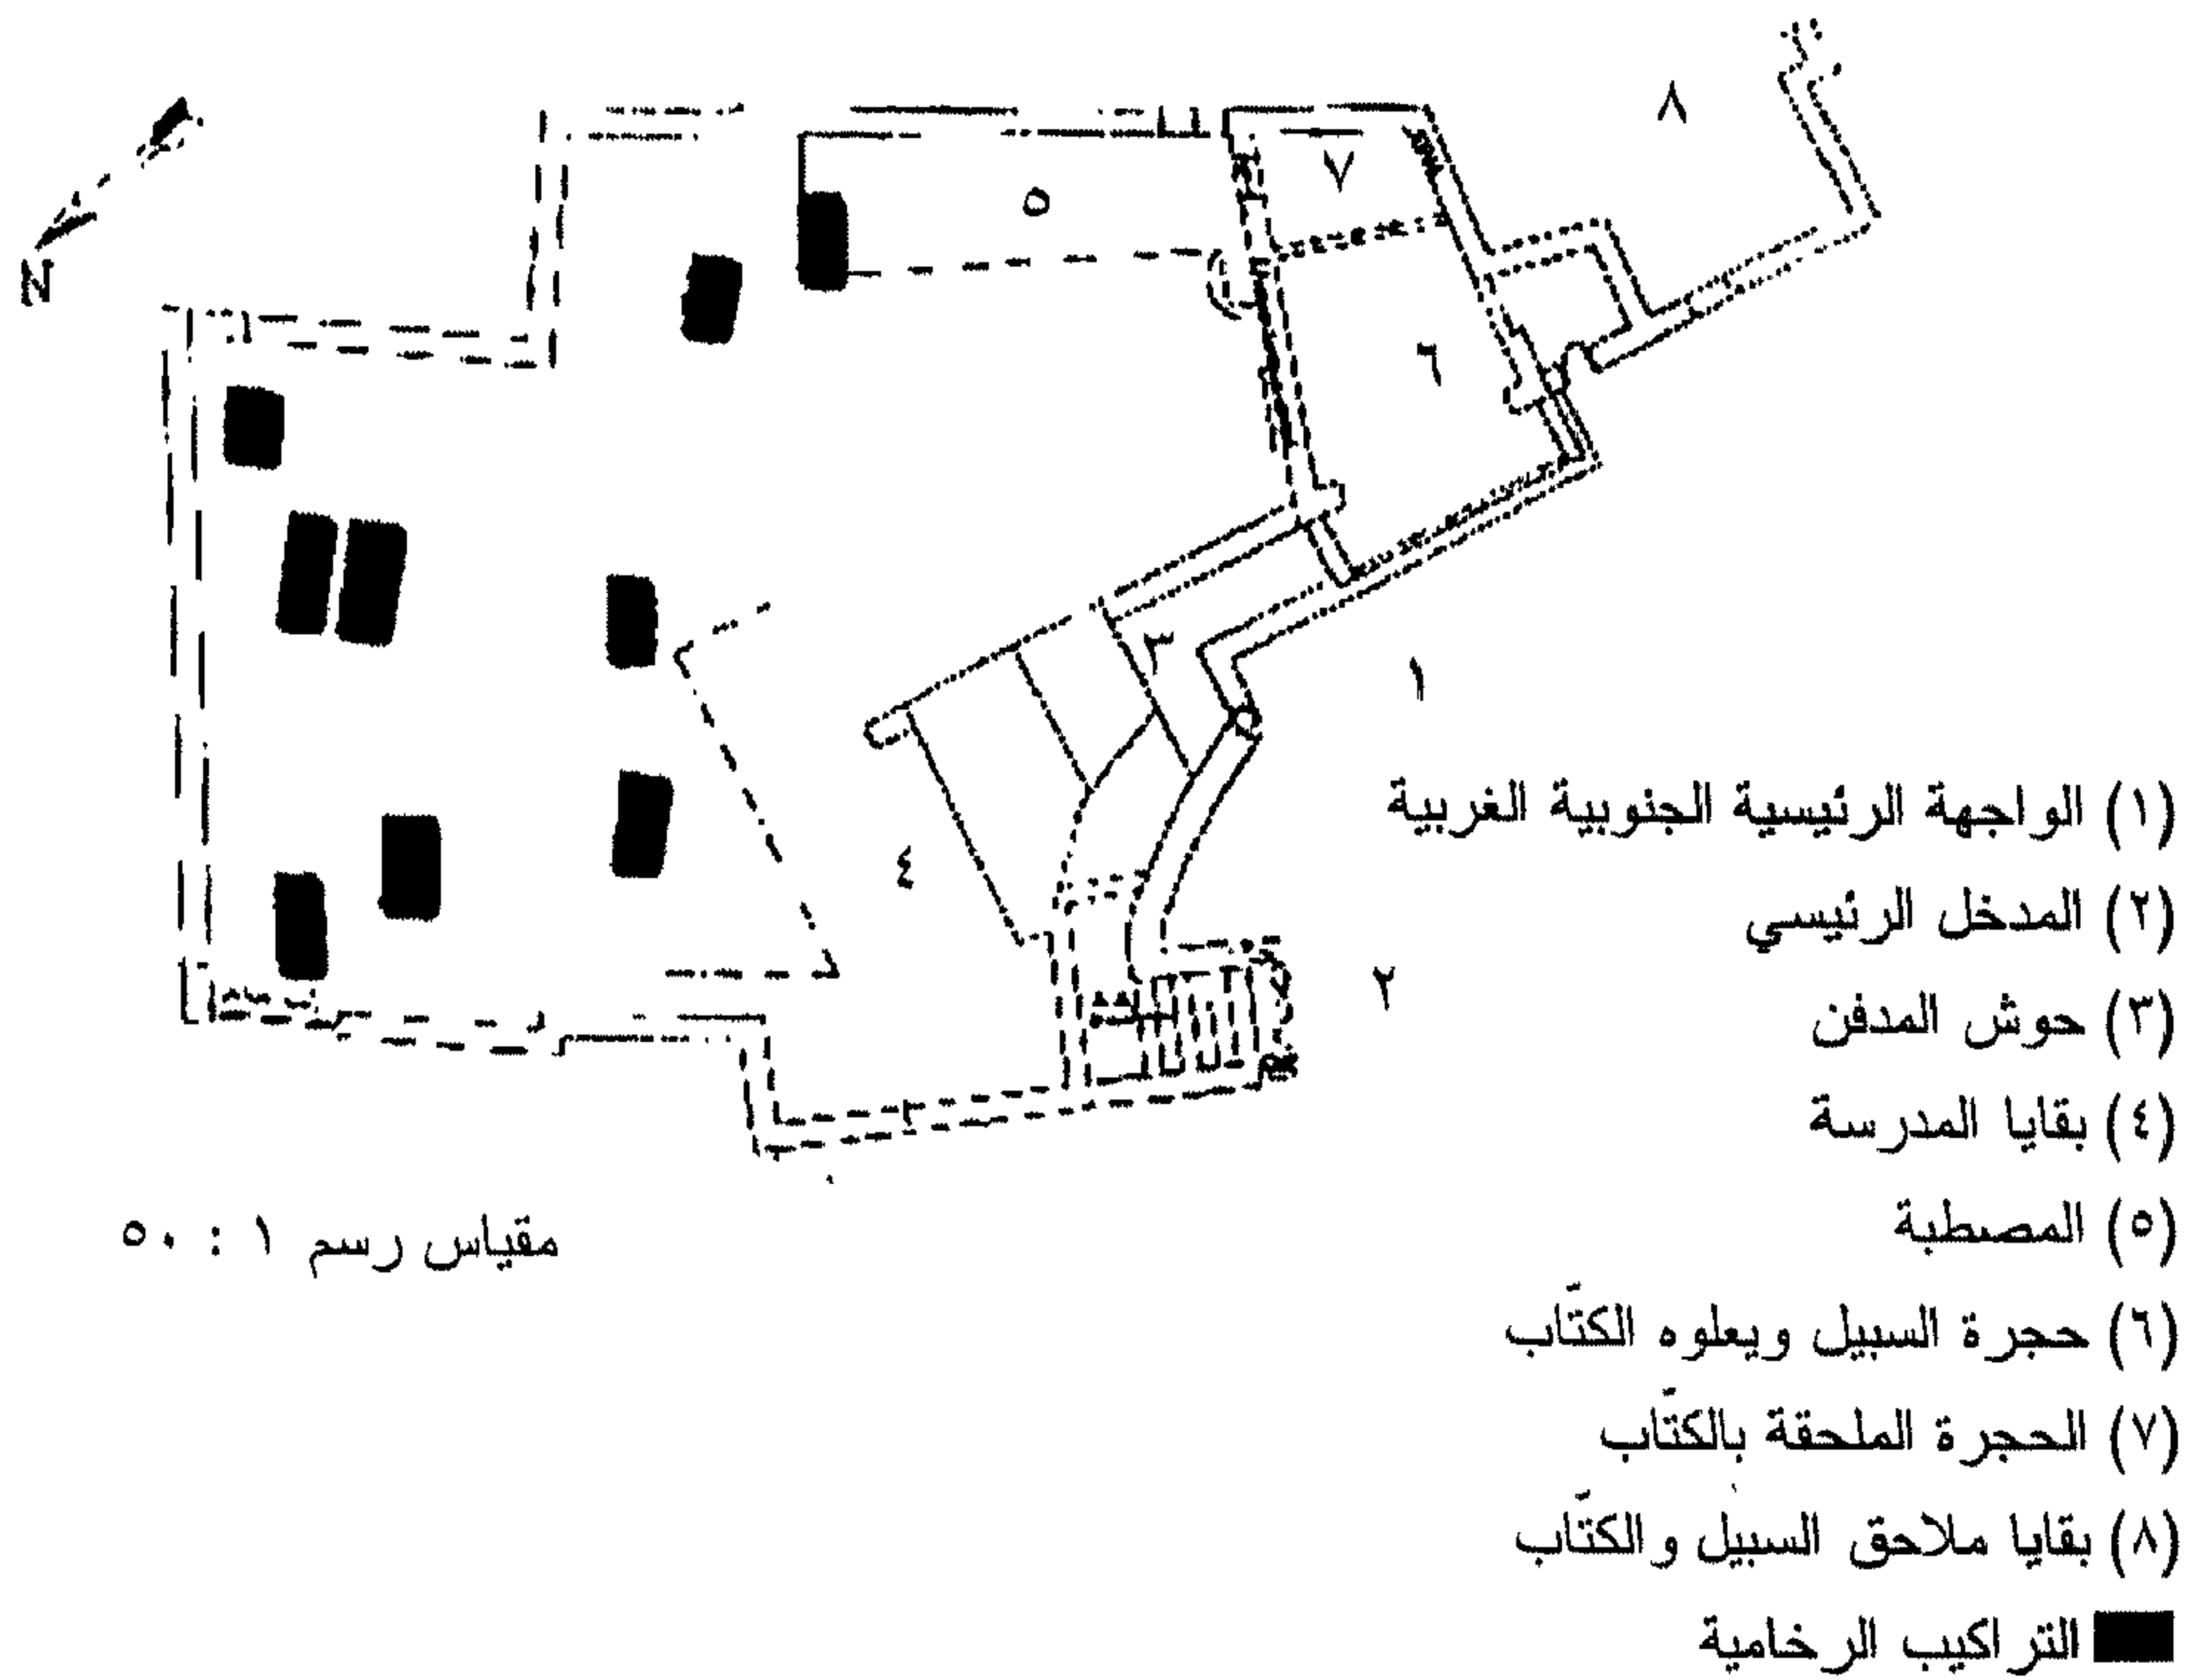 ٨
٧
٥
N
٦
٣
١
٤
٢
(١) الواجهة الرئيسية الجنوبية الغربية
(٢) المدخل الرئيسي
(٣) حوش المدفن
(٤) بقايا المدرسة
(٥) المصطبة
(٦) حجرة السبيل ويعلوه الكتّاب
(٧) الحجرة الملحقة بالكتّاب
(٨) بقايا ملاحق السبيل والكتّاب
التراكيب الرخامية
مقياس رسم ١ : ٥٠